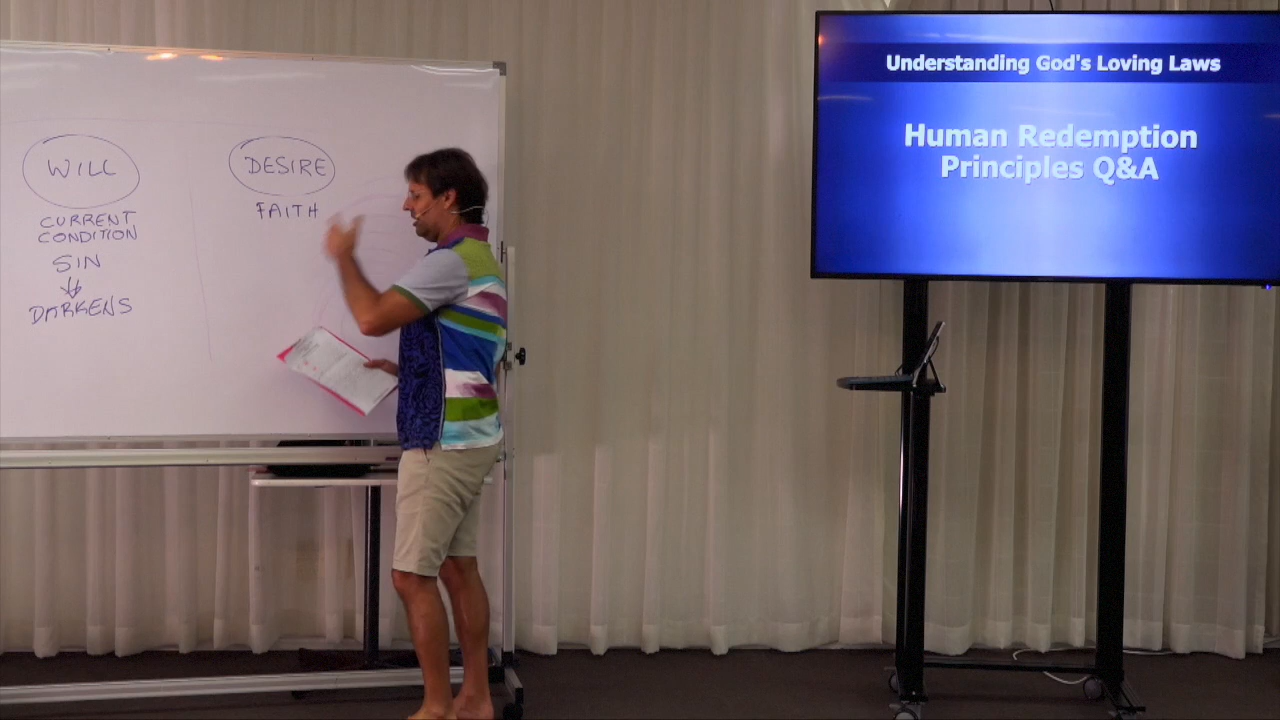 WILL
CURRENT
CONDITION
SIN
DARKENS
DESIRE
FAITH
Understanding God's Loving Laws
Human Redemption
Principles Q&A